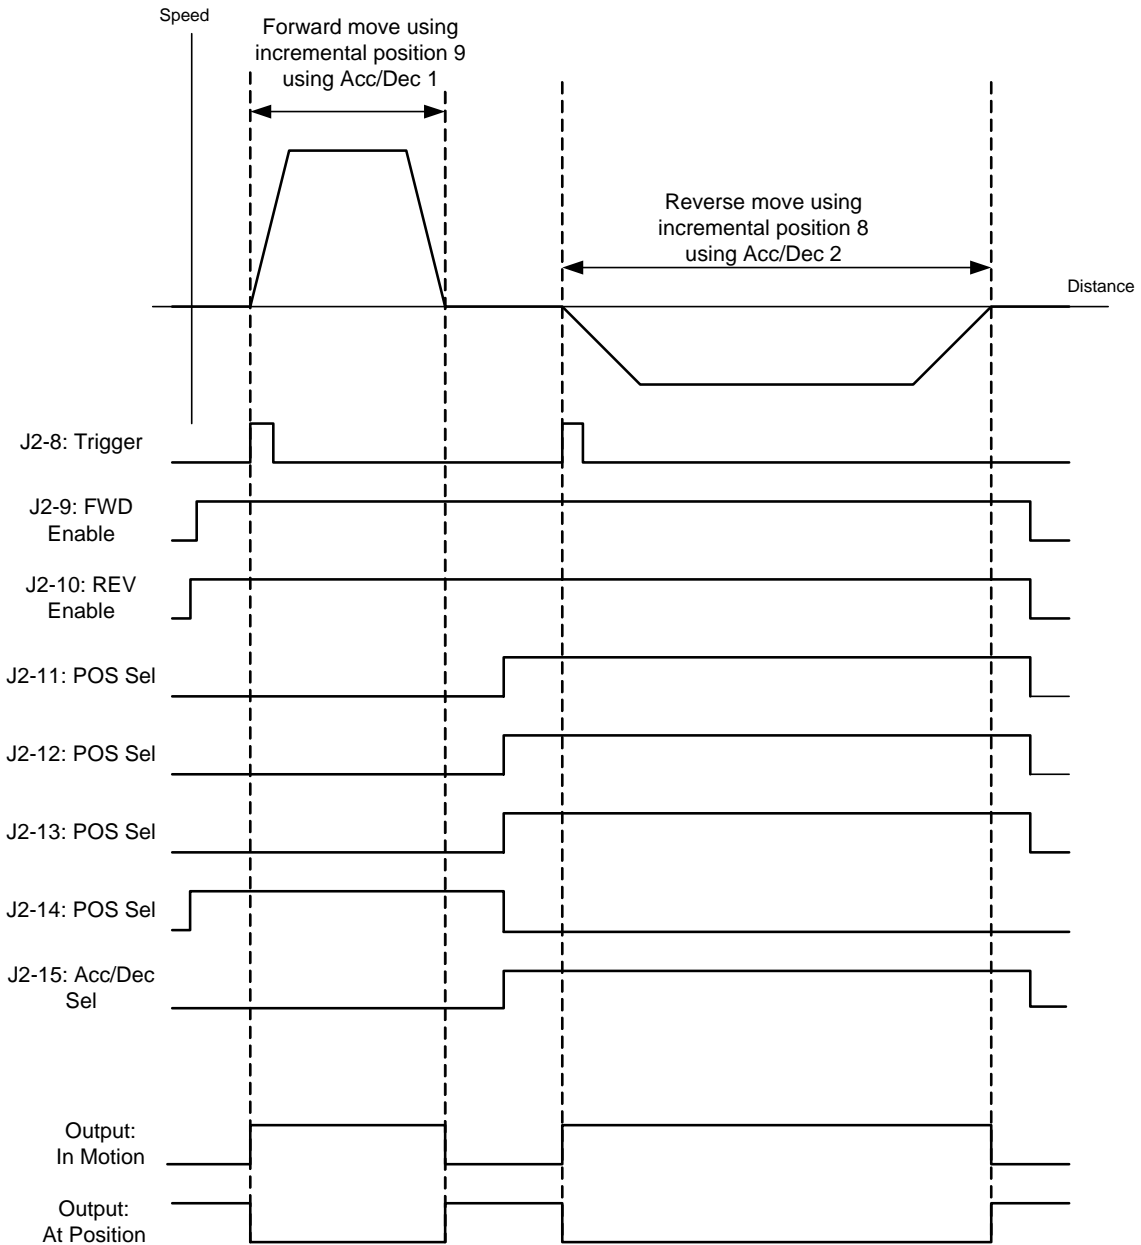 Speed
Forward move using
incremental position 9
using Acc/Dec 1
Reverse move using
incremental position 8
using Acc/Dec 2
Distance
J2-8: Trigger
J2-9: FWD
Enable
J2-10: REV
Enable
J2-11: POS Sel
J2-12: POS Sel
J2-13: POS Sel
J2-14: POS Sel
J2-15: Acc/Dec
Sel
Output:
In Motion
Output:
At Position